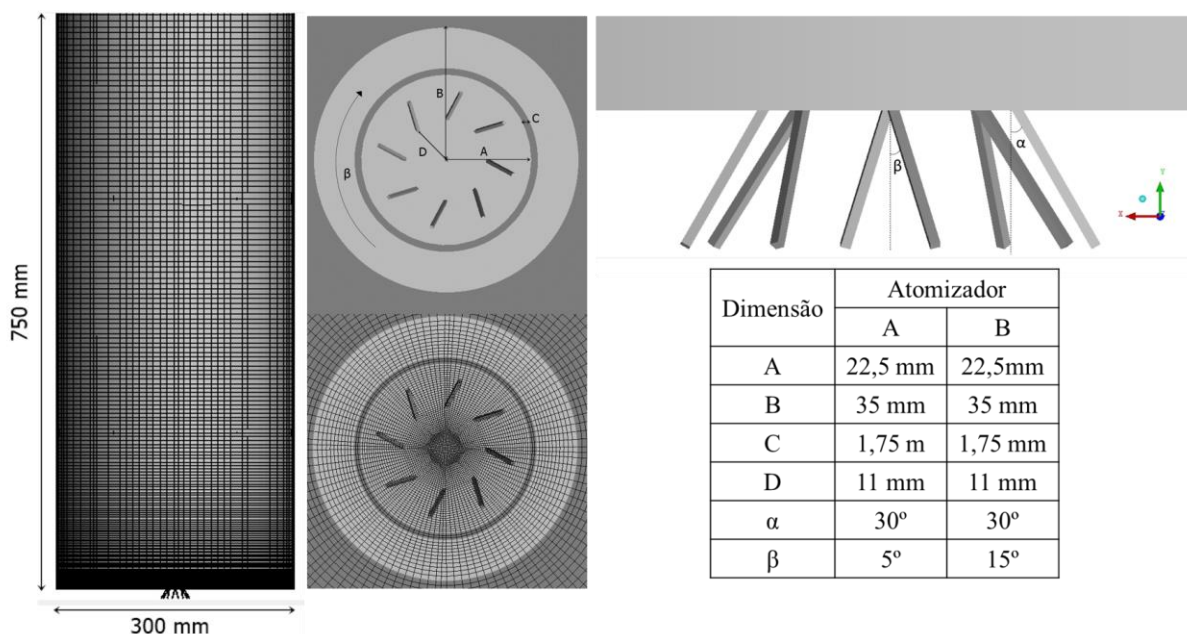 750 mm
300 mm
B
C
D
A
β
α
β
Y
X
Z
Dimensão Atomizador
A B
A 22,5 mm 22,5mm
B 35 mm 35 mm
C 1,75 m 1,75 mm
D 11 mm 11 mm
α 30º 30º
β 5º 15º